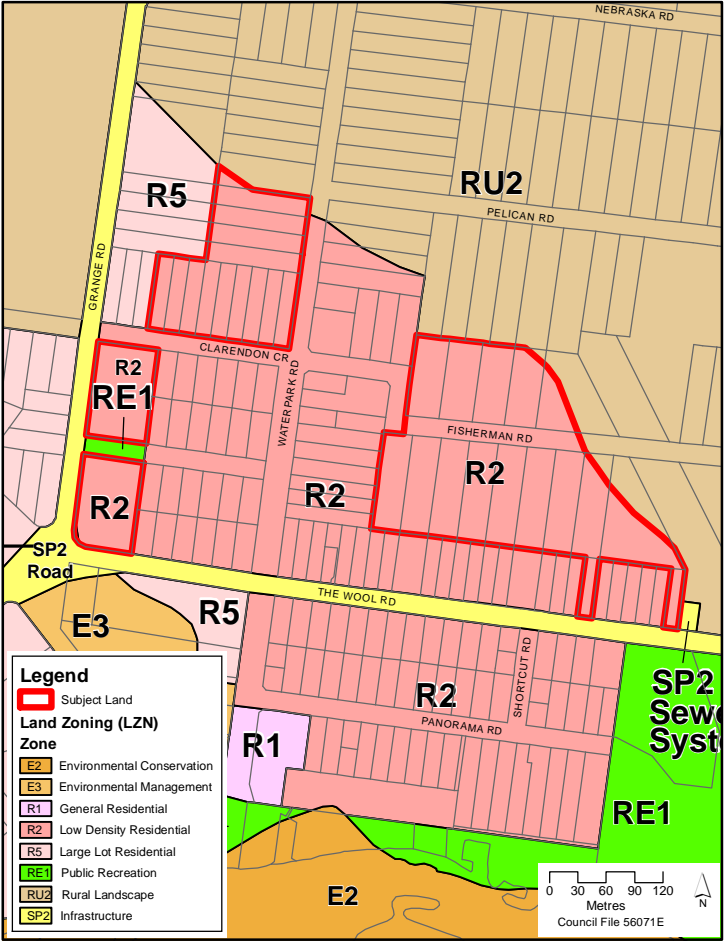 NEBRASKA RD
RU2
R5
PELICAN RD
GRANGE RD
CLARENDON CR
R2
RE1
WATERPARK RD
FISHERMAN RD
R2
R2
R2
SP2
Road
THE WOOL RD
R5
E3
SHORTCUT RD
SP2
Sewe
Syst
R2
PANORAMA RD
R1
RE1
E2
Legend
Subject Land
Land Zoning (LZN)
Zone
E2 Environmental Conservation
E3 Environmental Management
R1 General Residential
R2 Low Density Residential
R5 Large Lot Residential
RE1 Public Recreation
RU2 Rural Landscape
SP2 Infrastructure
0 30 60 90 120
Metres
Council File 56071E
N